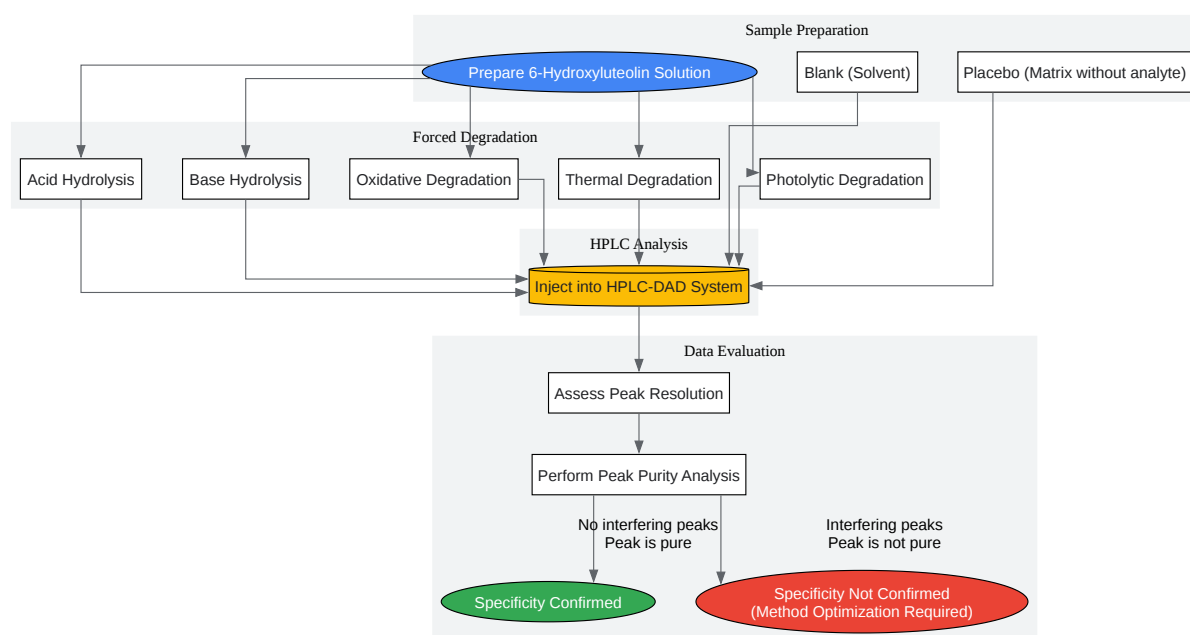 Sample Preparation
Prepare 6-Hydroxyluteolin Solution
Blank (Solvent)
Placebo (Matrix without analyte)
Forced Degradation
Acid Hydrolysis
Base Hydrolysis
Oxidative Degradation
Thermal Degradation
Photolytic Degradation
HPLC Analysis
Inject into HPLC-DAD System
Data Evaluation
Assess Peak Resolution
Perform Peak Purity Analysis
No interfering peaks
Peak is pure
Interfering peaks
Peak is not pure
Specificity Confirmed
Specificity Not Confirmed
(Method Optimization Required)